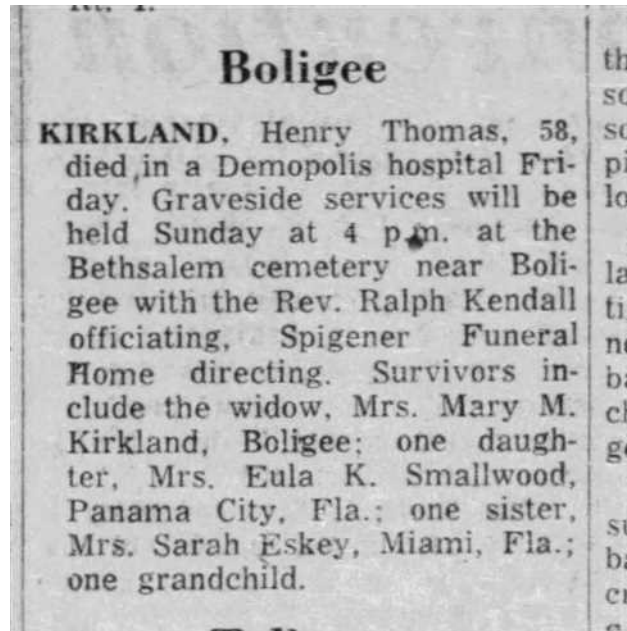 Boligee
KIRKLAND, Henry Thomas, 58,
died in a Demopolis hospital Fri-
day. Graveside services will be
held Sunday at 4 p.m. at the
Bethsalem cemetery near Boli-
gee with the Rev. Ralph Kendall
officiating, Spigener Funeral
Home directing. Survivors in-
clude the widow, Mrs. Mary M.
Kirkland, Boligee; one daugh-
ter, Mrs. Eula K. Smallwood,
Panama City, Fla.; one sister,
Mrs. Sarah Eskey, Miami, Fla.;
one grandchild.